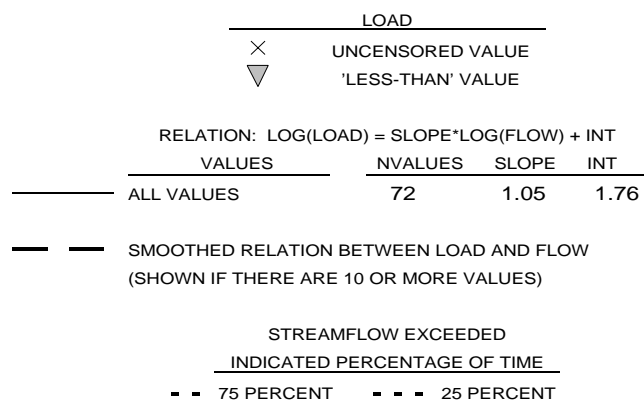 LOAD
UNCENSORED VALUE
'LESS-THAN' VALUE
RELATION: LOG(LOAD) = SLOPE*LOG(FLOW) + INT
VALUES NVALUES SLOPE INT
ALL VALUES 72 1.05 1.76
SMOOTHED RELATION BETWEEN LOAD AND FLOW
(SHOWN IF THERE ARE 10 OR MORE VALUES)
STREAMFLOW EXCEEDED
INDICATED PERCENTAGE OF TIME
75 PERCENT 25 PERCENT